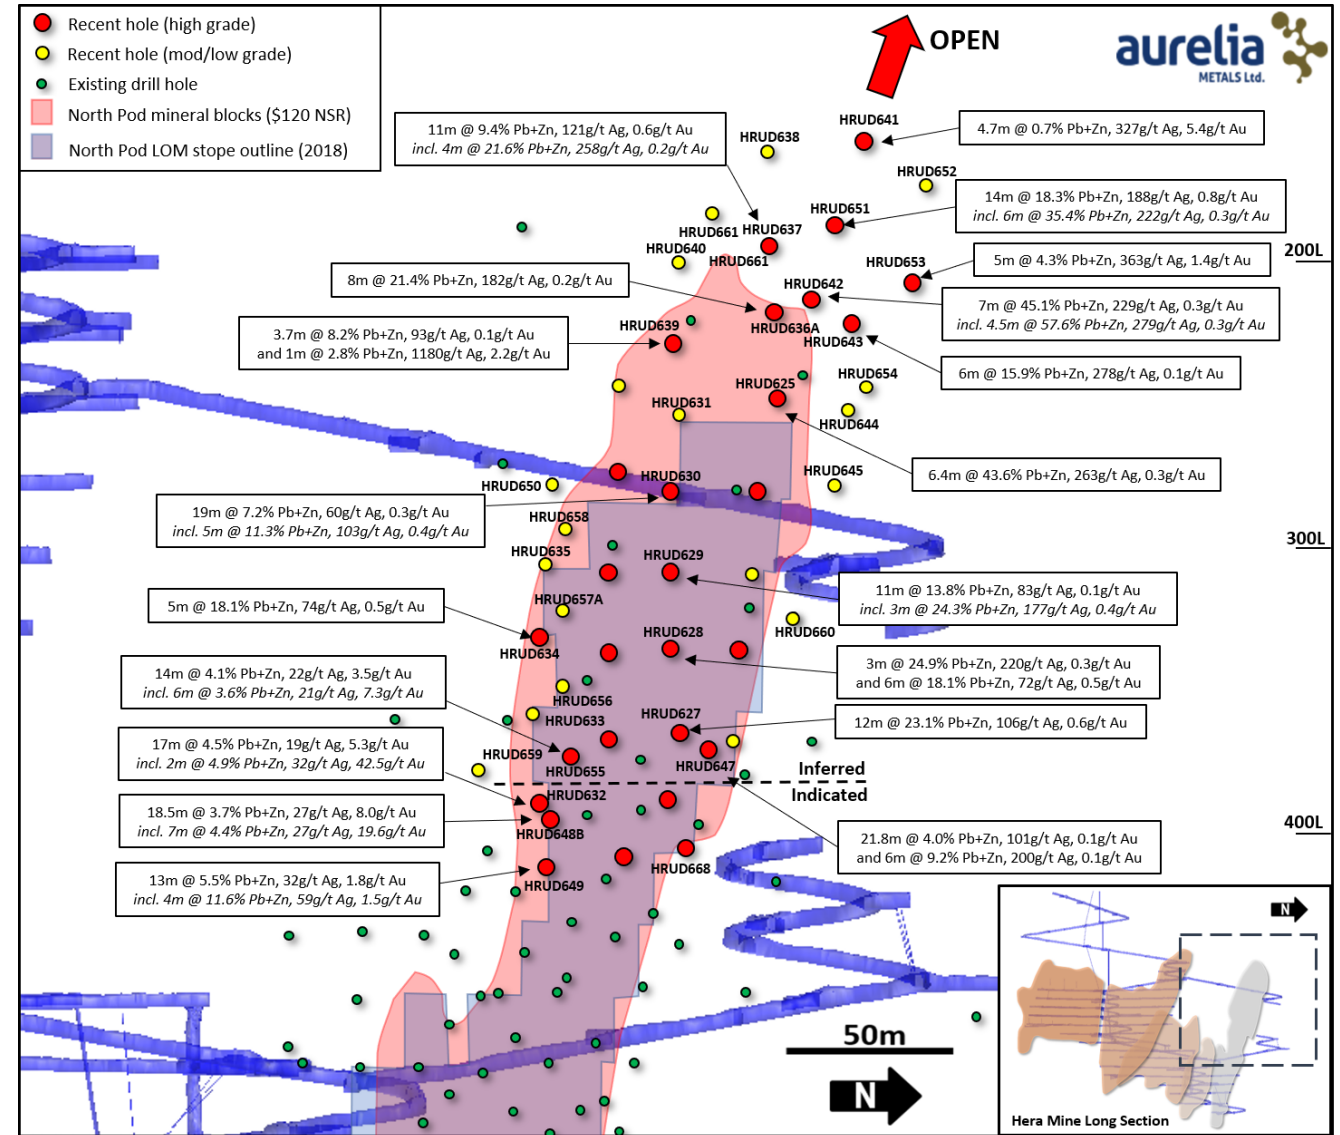 Recent hole (high grade)
Recent hole (mod/low grade)
Existing drill hole
North Pod mineral blocks ($120 NSR)
North Pod LOM stope outline (2018)
OPEN
aurelia
METALS Ltd.
11m @ 9.4% Pb+Zn, 121g/t Ag, 0.6g/t Au
incl. 4m @ 21.6% Pb+Zn, 258g/t Ag, 0.2g/t Au
HRUD638
HRUD641
4.7m @ 0.7% Pb+Zn, 327g/t Ag, 5.4g/t Au
HRUD652
14m @ 18.3% Pb+Zn, 188g/t Ag, 0.8g/t Au
incl. 6m @ 35.4% Pb+Zn, 222g/t Ag, 0.3g/t Au
HRUD651
HRUD661
HRUD637
HRUD640
HRUD661
HRUD653
5m @ 4.3% Pb+Zn, 363g/t Ag, 1.4g/t Au
200L
8m @ 21.4% Pb+Zn, 182g/t Ag, 0.2g/t Au
HRUD642
7m @ 45.1% Pb+Zn, 229g/t Ag, 0.3g/t Au
incl. 4.5m @ 57.6% Pb+Zn, 279g/t Ag, 0.3g/t Au
HRUD639
HRUD636A
HRUD643
3.7m @ 8.2% Pb+Zn, 93g/t Ag, 0.1g/t Au
and 1m @ 2.8% Pb+Zn, 1180g/t Ag, 2.2g/t Au
6m @ 15.9% Pb+Zn, 278g/t Ag, 0.1g/t Au
HRUD625
HRUD654
HRUD631
HRUD644
HRUD645
6.4m @ 43.6% Pb+Zn, 263g/t Ag, 0.3g/t Au
HRUD650
HRUD630
19m @ 7.2% Pb+Zn, 60g/t Ag, 0.3g/t Au
incl. 5m @ 11.3% Pb+Zn, 103g/t Ag, 0.4g/t Au
HRUD658
HRUD635
HRUD629
300L
11m @ 13.8% Pb+Zn, 83g/t Ag, 0.1g/t Au
incl. 3m @ 24.3% Pb+Zn, 177g/t Ag, 0.4g/t Au
5m @ 18.1% Pb+Zn, 74g/t Ag, 0.5g/t Au
HRUD657A
HRUD660
HRUD634
HRUD628
3m @ 24.9% Pb+Zn, 220g/t Ag, 0.3g/t Au
and 6m @ 18.1% Pb+Zn, 72g/t Ag, 0.5g/t Au
14m @ 4.1% Pb+Zn, 22g/t Ag, 3.5g/t Au
incl. 6m @ 3.6% Pb+Zn, 21g/t Ag, 7.3g/t Au
HRUD656
HRUD633
HRUD627
12m @ 23.1% Pb+Zn, 106g/t Ag, 0.6g/t Au
17m @ 4.5% Pb+Zn, 19g/t Ag, 5.3g/t Au
incl. 2m @ 4.9% Pb+Zn, 32g/t Ag, 42.5g/t Au
HRUD659
HRUD655
HRUD647
Inferred
Indicated
HRUD632
18.5m @ 3.7% Pb+Zn, 27g/t Ag, 8.0g/t Au
incl. 7m @ 4.4% Pb+Zn, 27g/t Ag, 19.6g/t Au
HRUD648B
400L
21.8m @ 4.0% Pb+Zn, 101g/t Ag, 0.1g/t Au
and 6m @ 9.2% Pb+Zn, 200g/t Ag, 0.1g/t Au
HRUD668
13m @ 5.5% Pb+Zn, 32g/t Ag, 1.8g/t Au
incl. 4m @ 11.6% Pb+Zn, 59g/t Ag, 1.5g/t Au
HRUD649
50m
N
N
Hera Mine Long Section